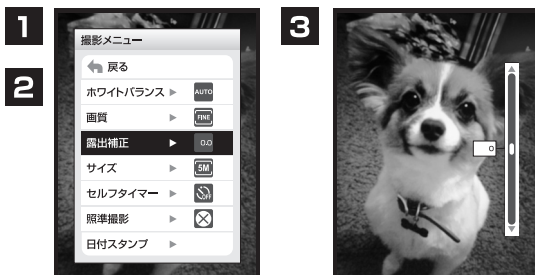 1
撮影メニュー
戻る
2
ホワイトバランス ▶ AUTO
画質 ▶ FINE
露出補正 ▶ 0.0
サイズ ▶ 5M
セルフタイマー ▶ OFF
照準撮影 ▶
日付スタンプ ▶
3
0